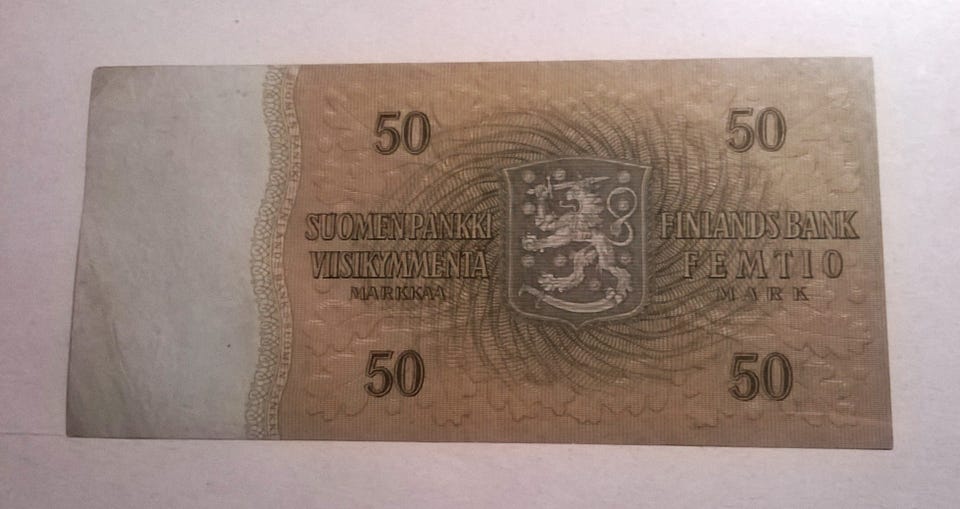 50
50
SUOMEN PANKKI
VIISIKYMMENTÄ
MARKKAA
FINLANDS BANK
FEMTIO
MARK
50
50